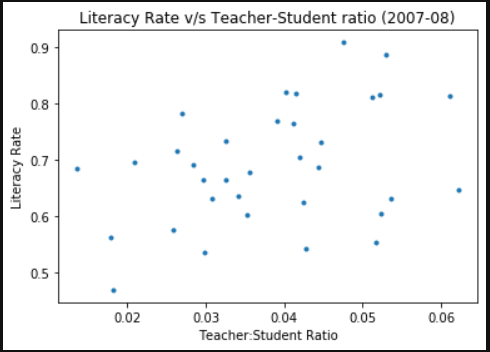 Literacy Rate v/s Teacher-Student ratio (2007-08)
0.9
0.8
0.7
0.6
0.5
Literacy Rate
0.02 0.03 0.04 0.05 0.06
Teacher:Student Ratio